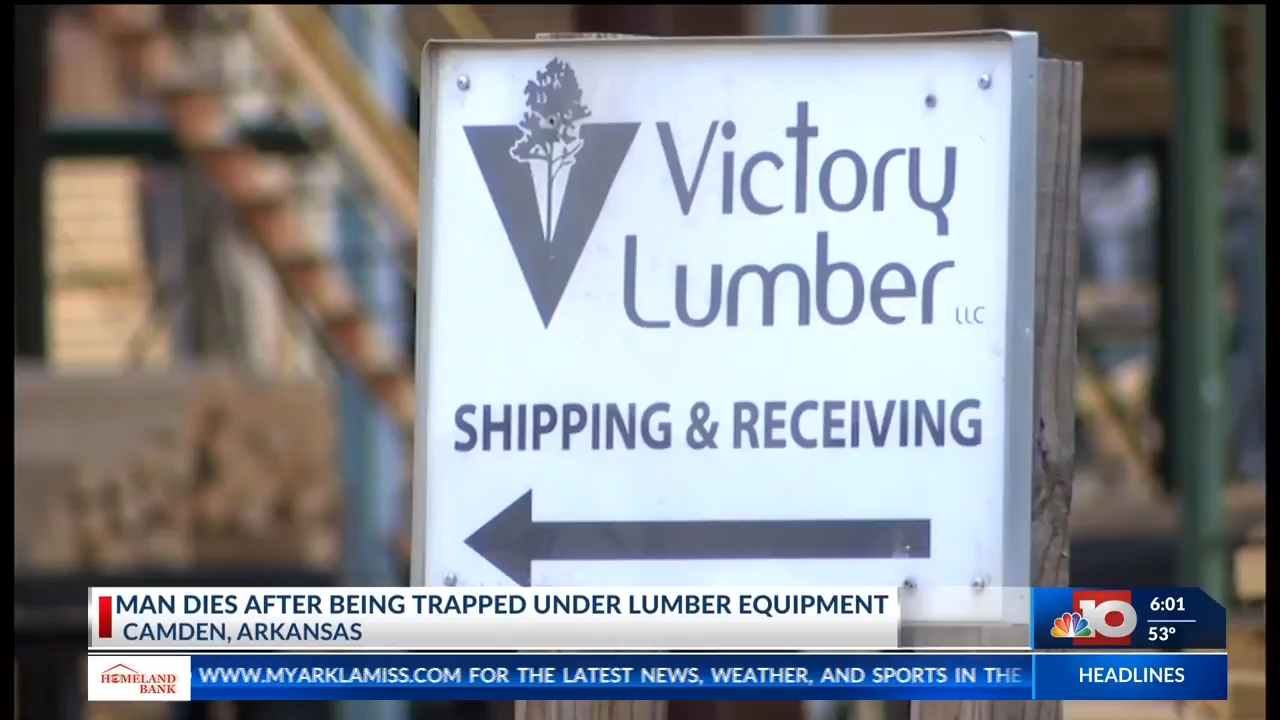 Victory
Lumber LLC
SHIPPING & RECEIVING
MAN DIES AFTER BEING TRAPPED UNDER LUMBER EQUIPMENT
CAMDEN, ARKANSAS
10
6:01
53°
HOMELAND
BANK
WWW.MYARKLAMISS.COM FOR THE LATEST NEWS, WEATHER, AND SPORTS IN THE
HEADLINES